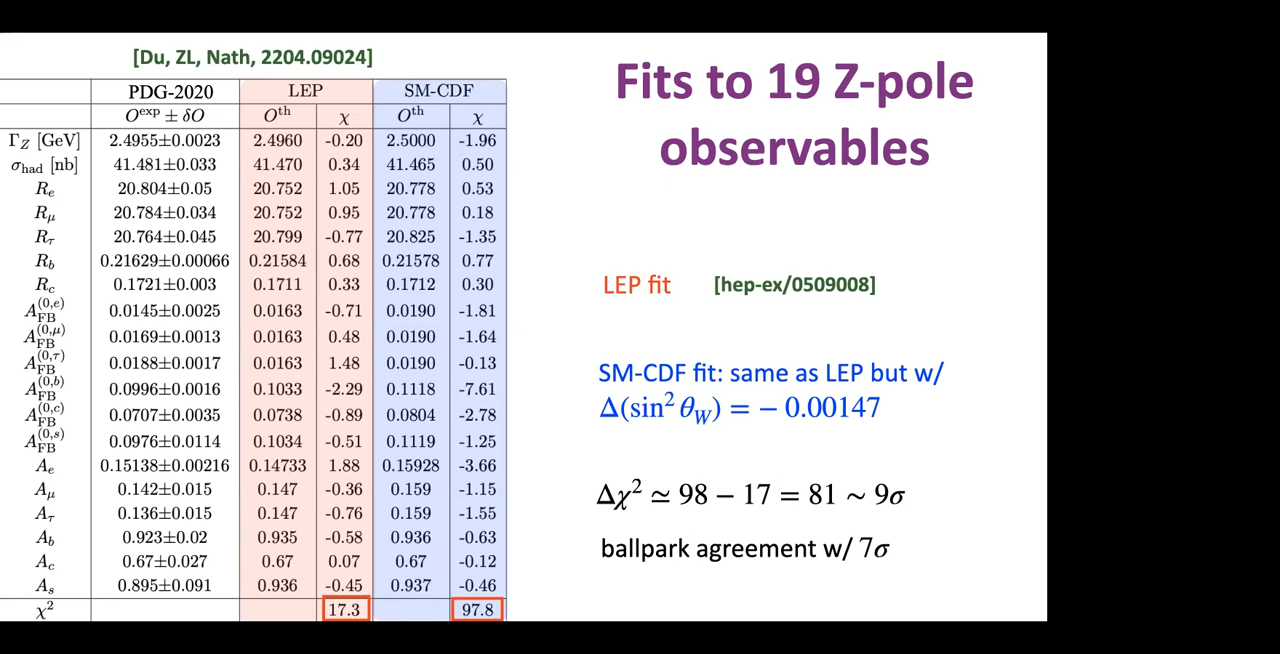 [Du, ZL, Nath, 2204.09024]
PDG-2020 LEP SM-CDF
O^exp ± δO O^th χ O^th χ
Γ_Z [GeV] 2.4955±0.0023 2.4960 -0.20 2.5000 -1.96
σ_had [nb] 41.481±0.033 41.470 0.34 41.465 0.50
R_e 20.804±0.05 20.752 1.05 20.778 0.53
R_μ 20.784±0.034 20.752 0.95 20.778 0.18
R_τ 20.764±0.045 20.799 -0.77 20.825 -1.35
R_b 0.21629±0.00066 0.21584 0.68 0.21578 0.77
R_c 0.1721±0.003 0.1711 0.33 0.1712 0.30
A_FB^(0,e) 0.0145±0.0025 0.0163 -0.71 0.0190 -1.81
A_FB^(0,μ) 0.0169±0.0013 0.0163 0.48 0.0190 -1.64
A_FB^(0,τ) 0.0188±0.0017 0.0163 1.48 0.0190 -0.13
A_FB^(0,b) 0.0996±0.0016 0.1033 -2.29 0.1118 -7.61
A_FB^(0,c) 0.0707±0.0035 0.0738 -0.89 0.0804 -2.78
A_FB^(0,s) 0.0976±0.0114 0.1034 -0.51 0.1119 -1.25
A_e 0.15138±0.00216 0.14733 1.88 0.15928 -3.66
A_μ 0.142±0.015 0.147 -0.36 0.159 -1.15
A_τ 0.136±0.015 0.147 -0.76 0.159 -1.55
A_b 0.923±0.02 0.935 -0.58 0.936 -0.63
A_c 0.67±0.027 0.67 0.07 0.67 -0.12
A_s 0.895±0.091 0.936 -0.45 0.937 -0.46
χ² 17.3 97.8
Fits to 19 Z-pole
observables
LEP fit [hep-ex/0509008]
SM-CDF fit: same as LEP but w/
Δ(sin² θ_W) = − 0.00147
Δχ² ≃ 98 − 17 = 81 ∼ 9σ
ballpark agreement w/ 7σ